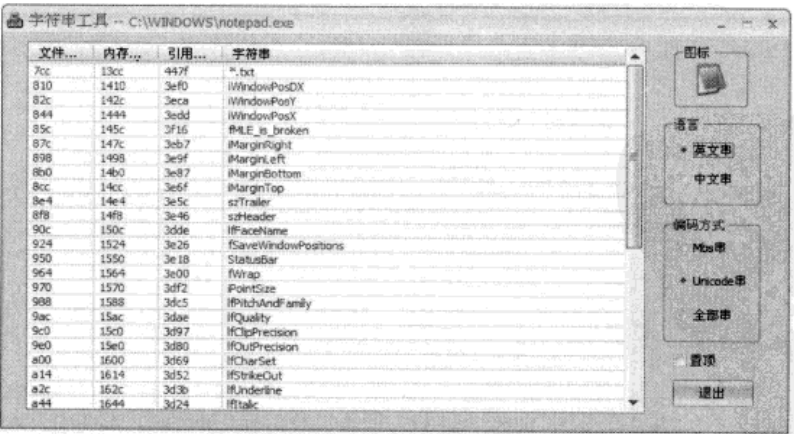 字符串工具 -- C:\WINDOWS\notepad.exe
文件... 内存... 引用... 字符串
7cc 13cc 447f *.txt
810 1410 3ef0 iWindowPosDX
82c 142c 3eca iWindowPosY
844 1444 3edd iWindowPosX
85c 145c 3f16 fMLE_is_broken
87c 147c 3eb7 iMarginRight
898 1498 3e9f iMarginLeft
8b0 14b0 3e87 iMarginBottom
8cc 14cc 3e6f iMarginTop
8e4 14e4 3e5c szTrailer
8f8 14f8 3e46 szHeader
90c 150c 3dde lfFaceName
924 1524 3e26 fSaveWindowPositions
950 1550 3e18 StatusBar
964 1564 3e00 fWrap
970 1570 3df2 iPointSize
988 1588 3dc5 lfPitchAndFamily
9ac 15ac 3dae lfQuality
9c0 15c0 3d97 lfClipPrecision
9e0 15e0 3d80 lfOutPrecision
a00 1600 3d69 lfCharSet
a14 1614 3d52 lfStrikeOut
a2c 162c 3d3b lfUnderline
a44 1644 3d24 lfItalic
图标
语言
英文串
中文串
编码方式
Mbs串
Unicode串
全部串
置顶
退出